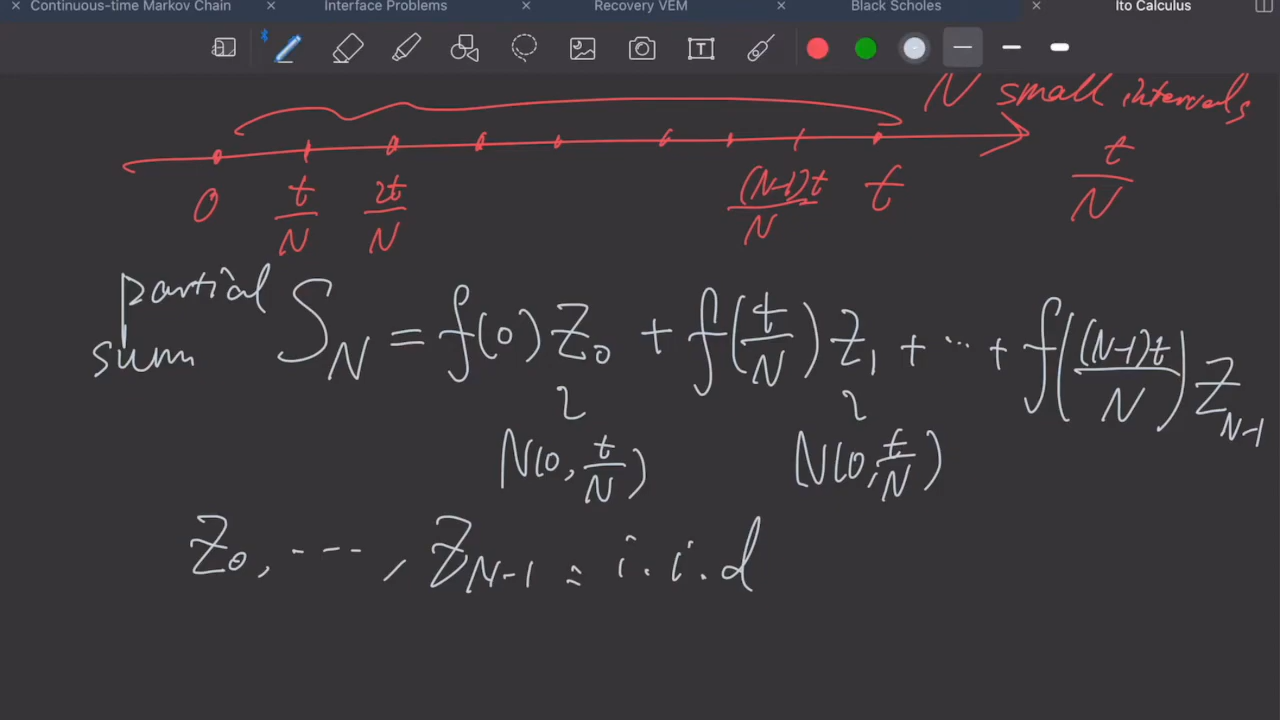 Continuous-time Markov Chain Interface Problems Recovery VEM Black Scholes Ito Calculus
T
N small intervals
0 t/N 2t/N (N-1)t/N t t/N
partial sum S_N = f(0) Z_0 + f(t/N) Z_1 + ... + f((N-1)t/N) Z_{N-1}
N(0, t/N) N(0, t/N)
Z_0, ----, Z_{N-1} = i.i.d